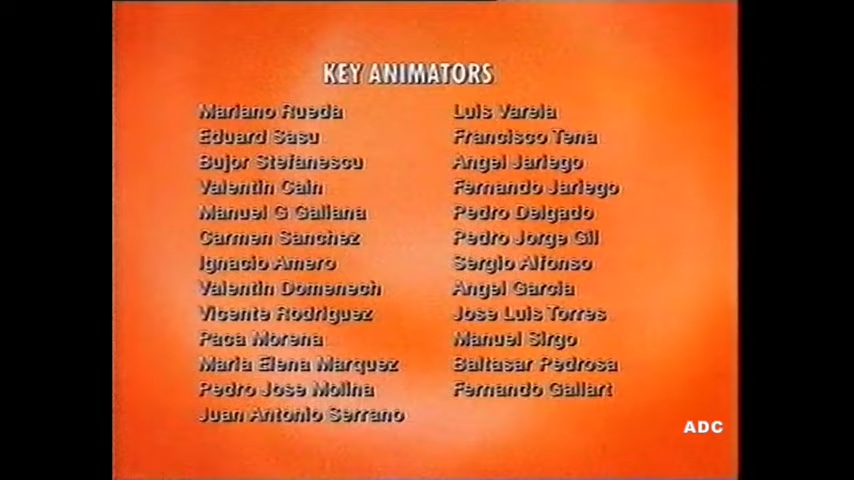 KEY ANIMATORS
Mariano Rueda
Eduard Sasu
Bujor Stefanescu
Valentin Cain
Manuel G Galiana
Carmen Sanchez
Ignacio Amero
Valentin Domenech
Vicente Rodriguez
Paca Morena
Maria Elena Marquez
Pedro Jose Molina
Juan Antonio Serrano
Luis Varela
Francisco Tena
Angel Jariego
Fernando Jariego
Pedro Delgado
Pedro Jorge Gil
Sergio Alfonso
Angel Garcia
Jose Luis Torres
Manuel Sirgo
Baltasar Pedrosa
Fernando Gallart
ADC